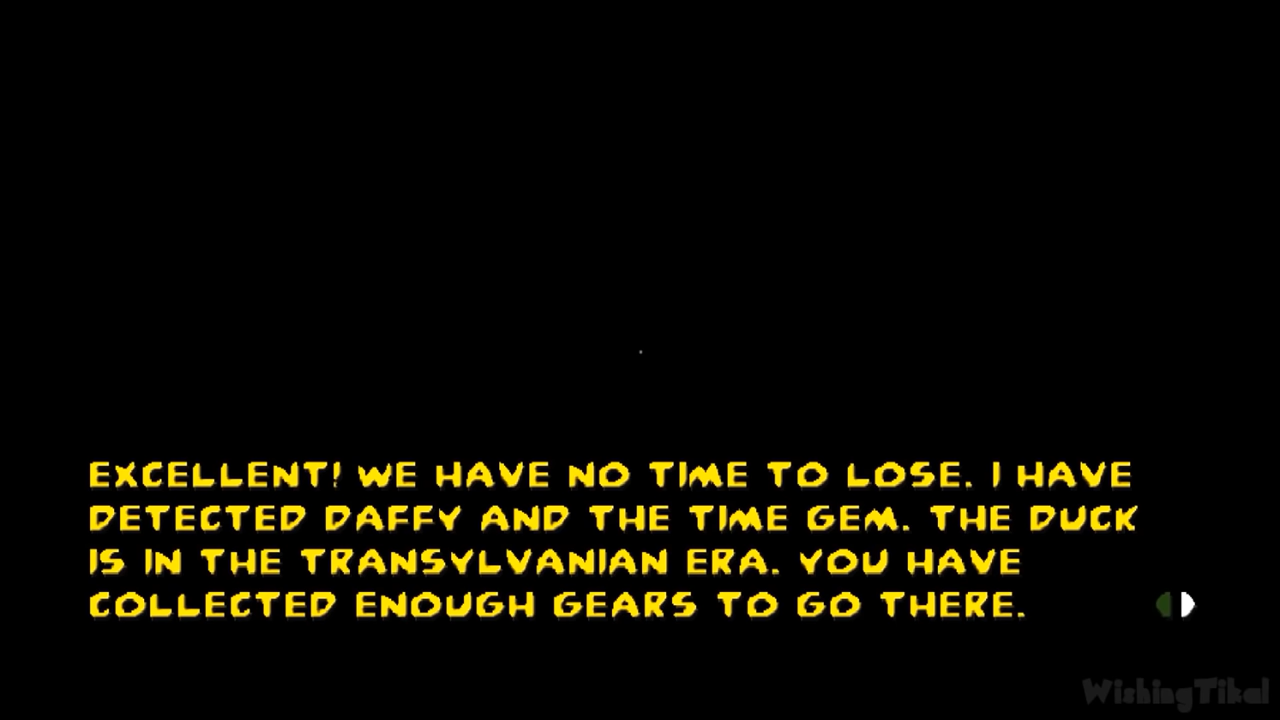 EXCELLENT! WE HAVE NO TIME TO LOSE. I HAVE
DETECTED DAFFY AND THE TIME GEM. THE DUCK
IS IN THE TRANSYLVANIAN ERA. YOU HAVE
COLLECTED ENOUGH GEARS TO GO THERE.
WishingTikal